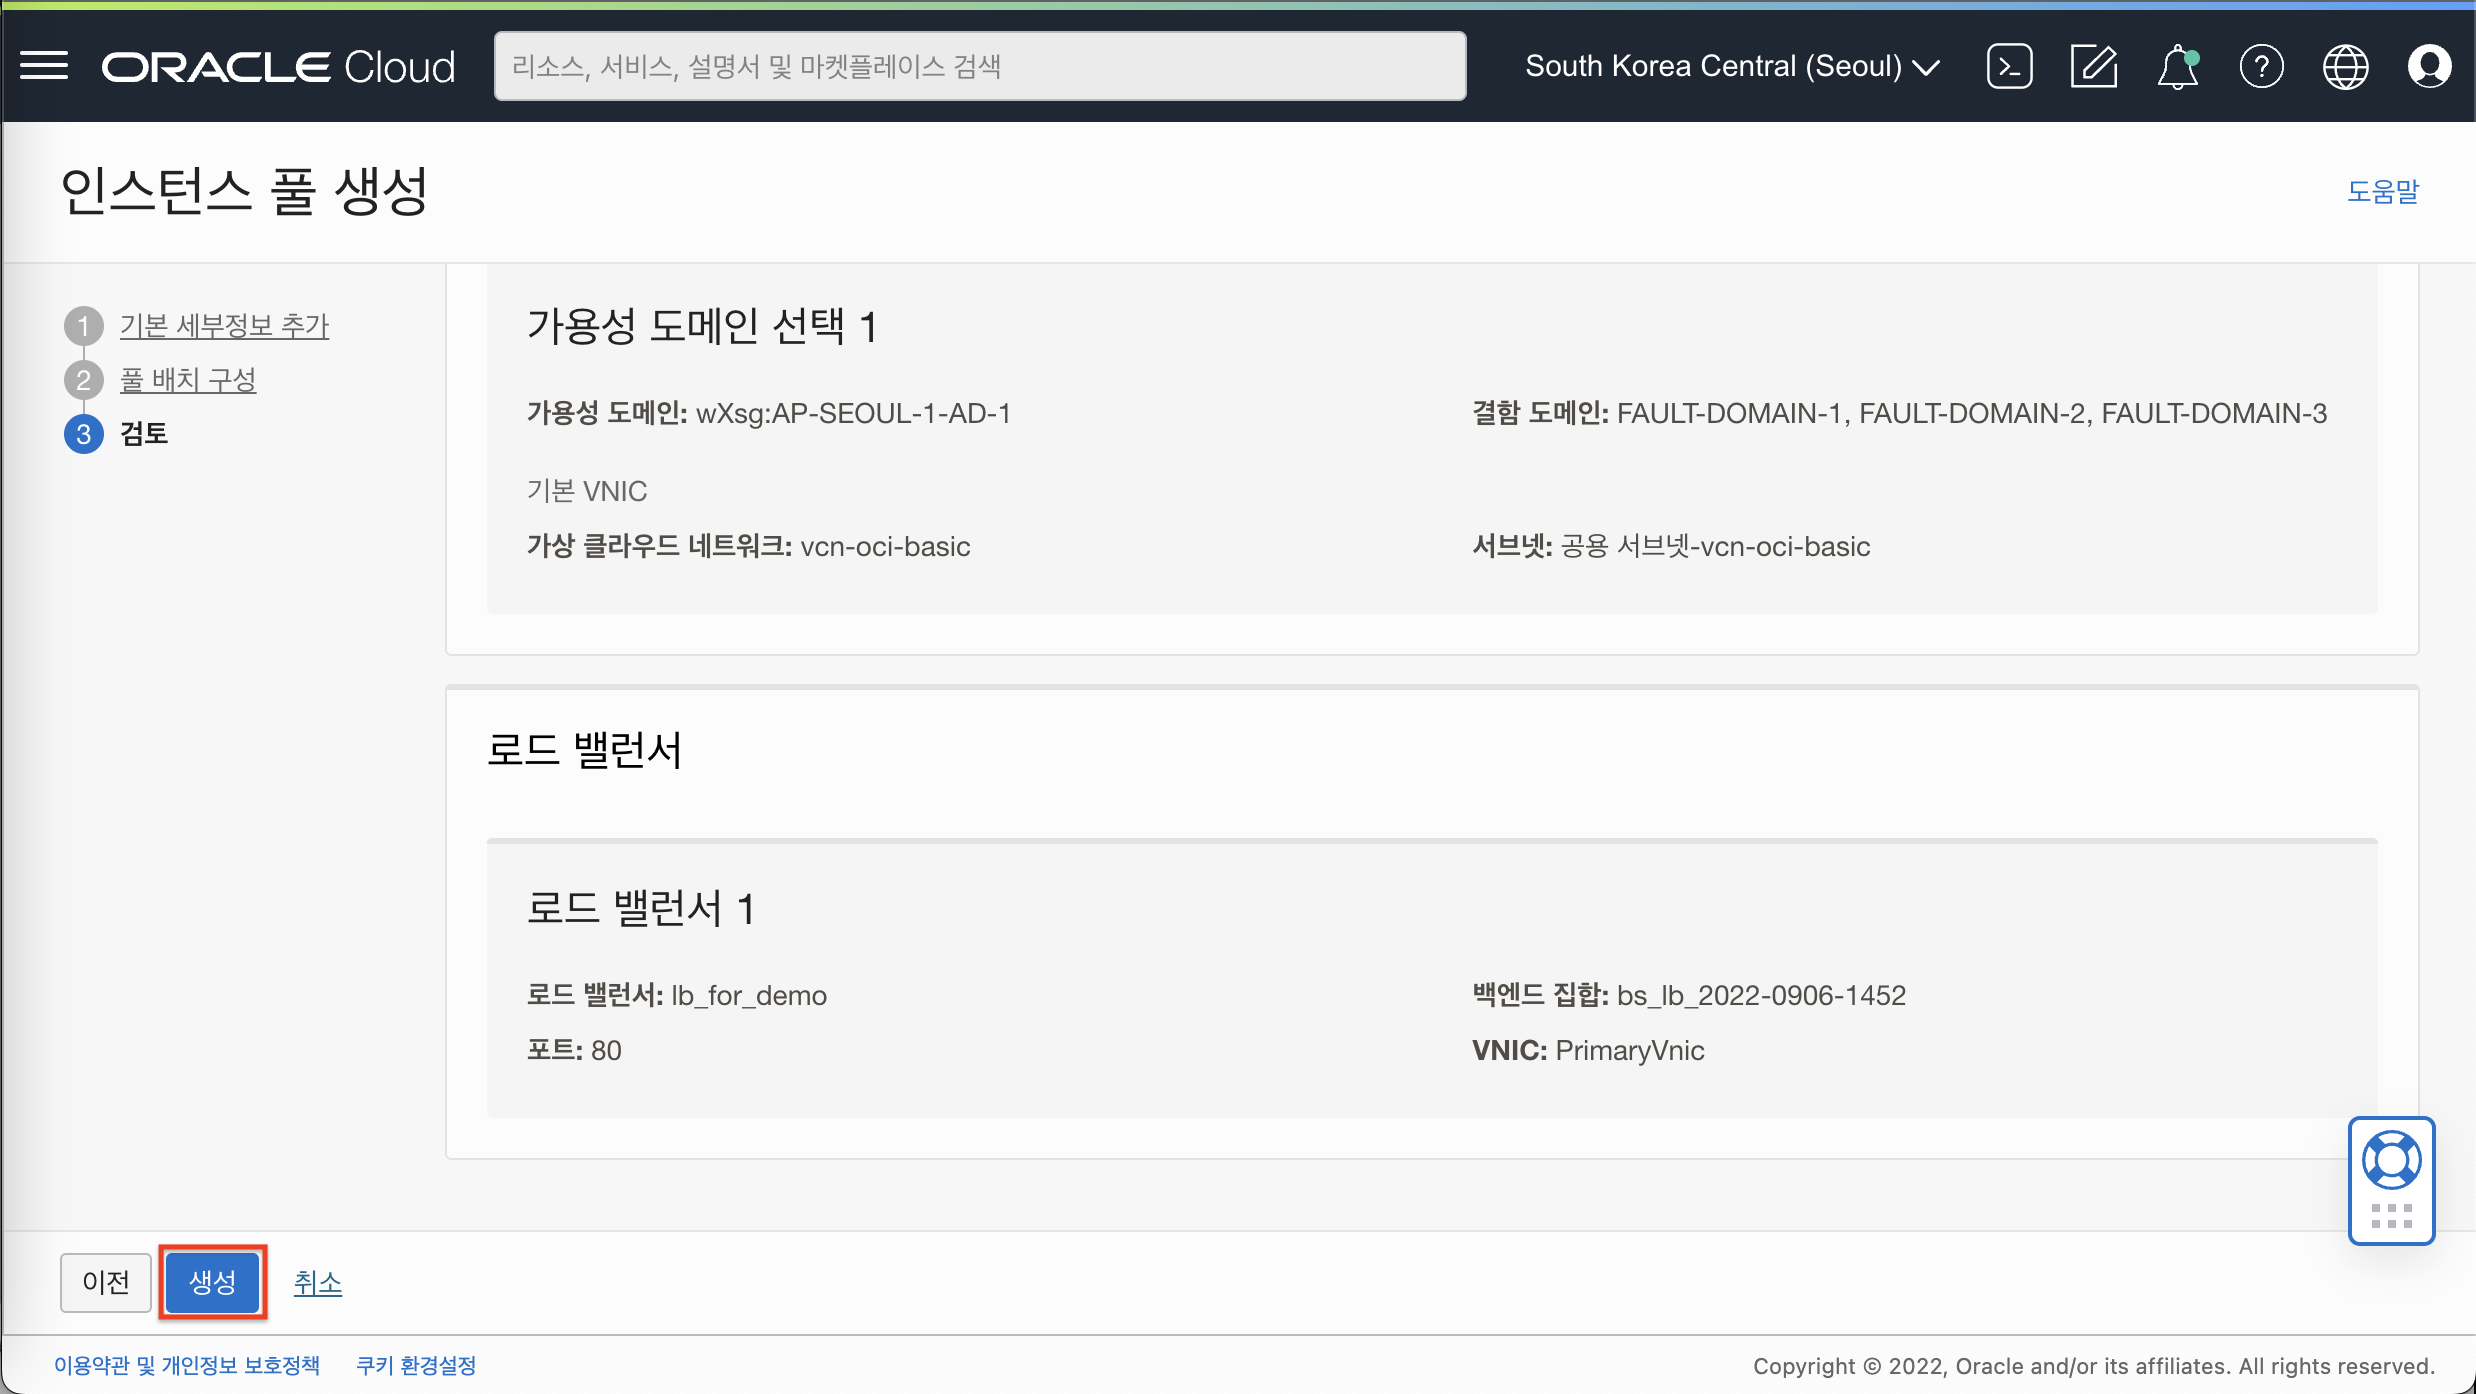 ORACLE Cloud
리소스, 서비스, 설명서 및 마켓플레이스 검색
South Korea Central (Seoul)
인스턴스 풀 생성
도움말
1 기본 세부정보 추가
2 풀 배치 구성
3 검토
가용성 도메인 선택 1
가용성 도메인: wXsg:AP-SEOUL-1-AD-1
결함 도메인: FAULT-DOMAIN-1, FAULT-DOMAIN-2, FAULT-DOMAIN-3
기본 VNIC
가상 클라우드 네트워크: vcn-oci-basic
서브넷: 공용 서브넷-vcn-oci-basic
로드 밸런서
로드 밸런서 1
로드 밸런서: lb_for_demo
백엔드 집합: bs_lb_2022-0906-1452
포트: 80
VNIC: PrimaryVnic
이전
생성
취소
이용약관 및 개인정보 보호정책
쿠키 환경설정
Copyright © 2022, Oracle and/or its affiliates. All rights reserved.